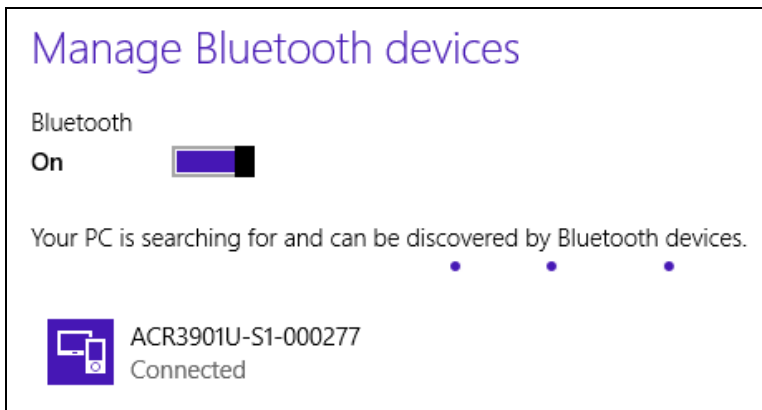 Manage Bluetooth devices
Bluetooth
On
Your PC is searching for and can be discovered by Bluetooth devices.
ACR3901U-S1-000277
Connected